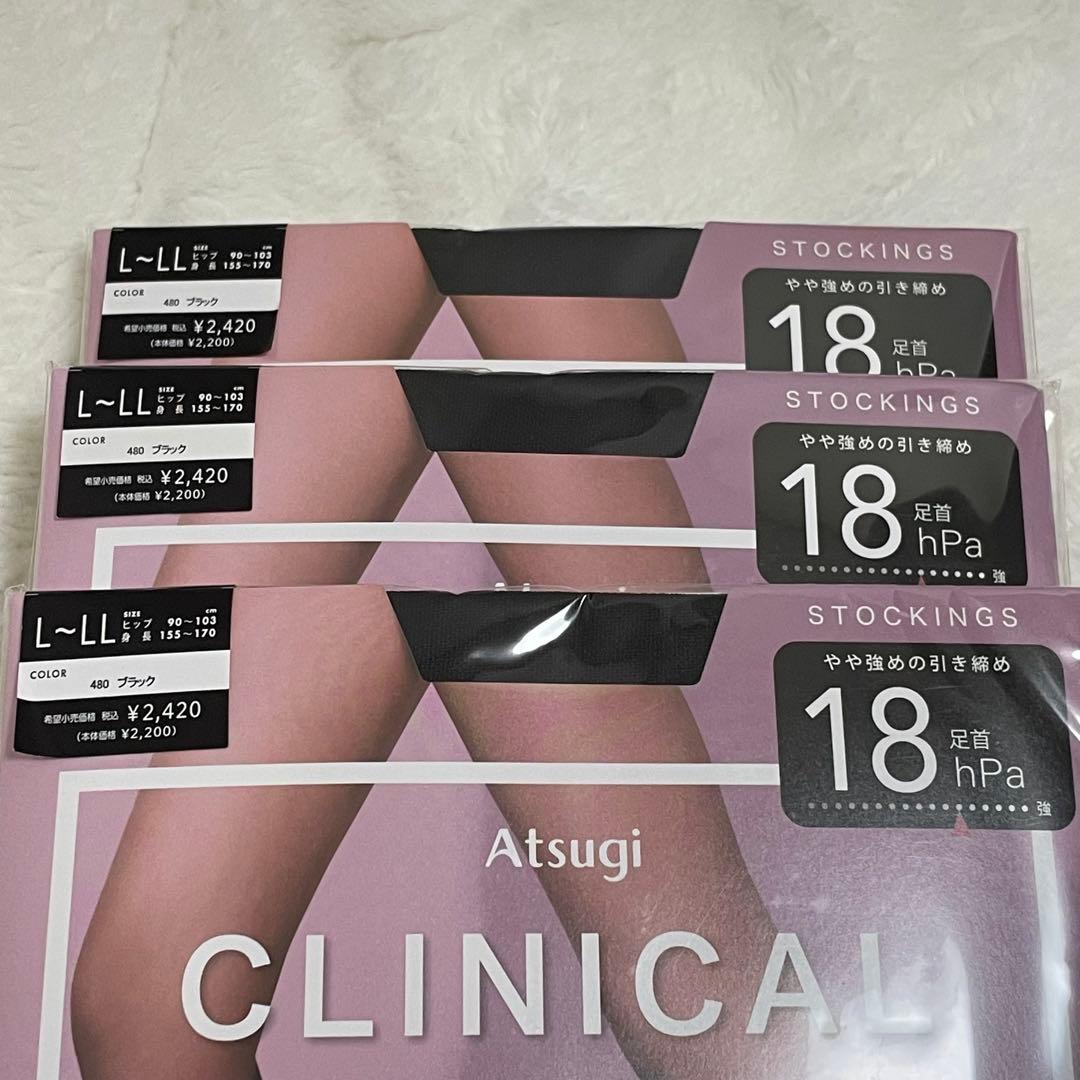 L~LL
SIZE cm
ヒップ 90~103
身長 155~170
COLOR
480 ブラック
希望小売価格 税込 ¥2,420
(本体価格 ¥2,200)
STOCKINGS
やや強めの引き締め
18 足首
hPa
L~LL
SIZE cm
ヒップ 90~103
身長 155~170
COLOR
480 ブラック
希望小売価格 税込 ¥2,420
(本体価格 ¥2,200)
STOCKINGS
やや強めの引き締め
18 足首
hPa
強
L~LL
SIZE cm
ヒップ 90~103
身長 155~170
COLOR
480 ブラック
希望小売価格 税込 ¥2,420
(本体価格 ¥2,200)
STOCKINGS
やや強めの引き締め
18 足首
hPa
強
Atsugi
CLINICAL